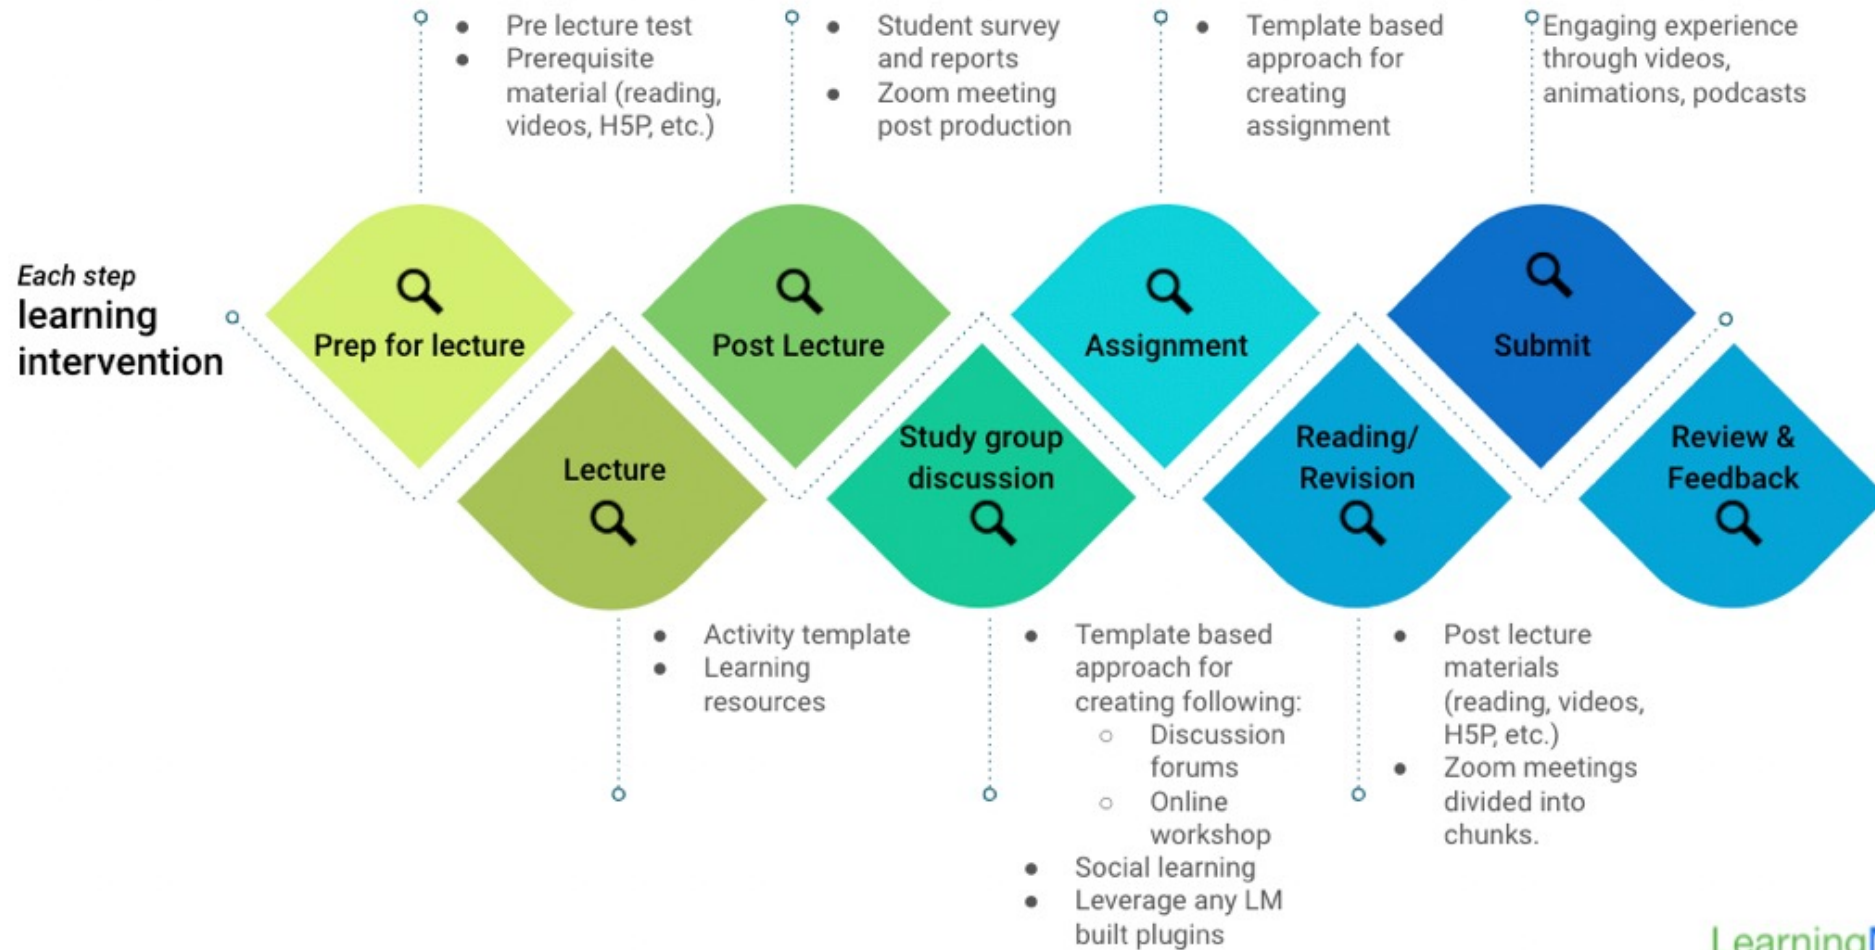 ● Pre lecture test
● Prerequisite
material (reading,
videos, H5P, etc.)
● Student survey
and reports
● Zoom meeting
post production
● Template based
approach for
creating
assignment
Engaging experience
through videos,
animations, podcasts
Each step
learning
intervention
Prep for lecture
Lecture
Post Lecture
Study group
discussion
Assignment
Reading/
Revision
Submit
Review &
Feedback
● Activity template
● Learning
resources
● Template based
approach for
creating following:
○ Discussion
forums
○ Online
workshop
● Social learning
● Leverage any LM
built plugins
● Post lecture
materials
(reading, videos,
H5P, etc.)
● Zoom meetings
divided into
chunks.
Learning